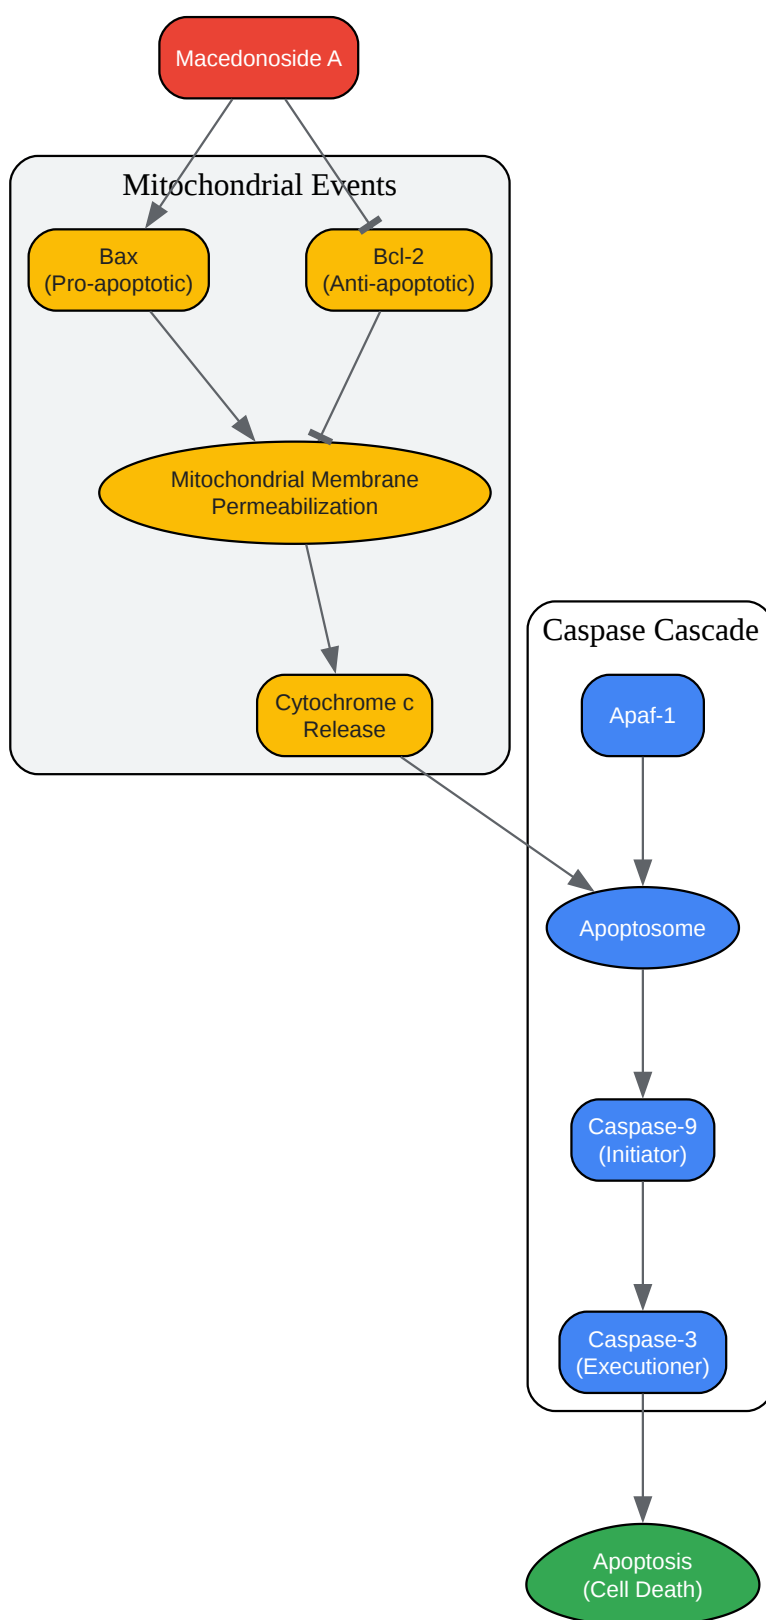 Macedonoside A
Mitochondrial Events
Bax
(Pro-apoptotic)
Bcl-2
(Anti-apoptotic)
Mitochondrial Membrane
Permeabilization
Cytochrome c
Release
Caspase Cascade
Apaf-1
Apoptosome
Caspase-9
(Initiator)
Caspase-3
(Executioner)
Apoptosis
(Cell Death)